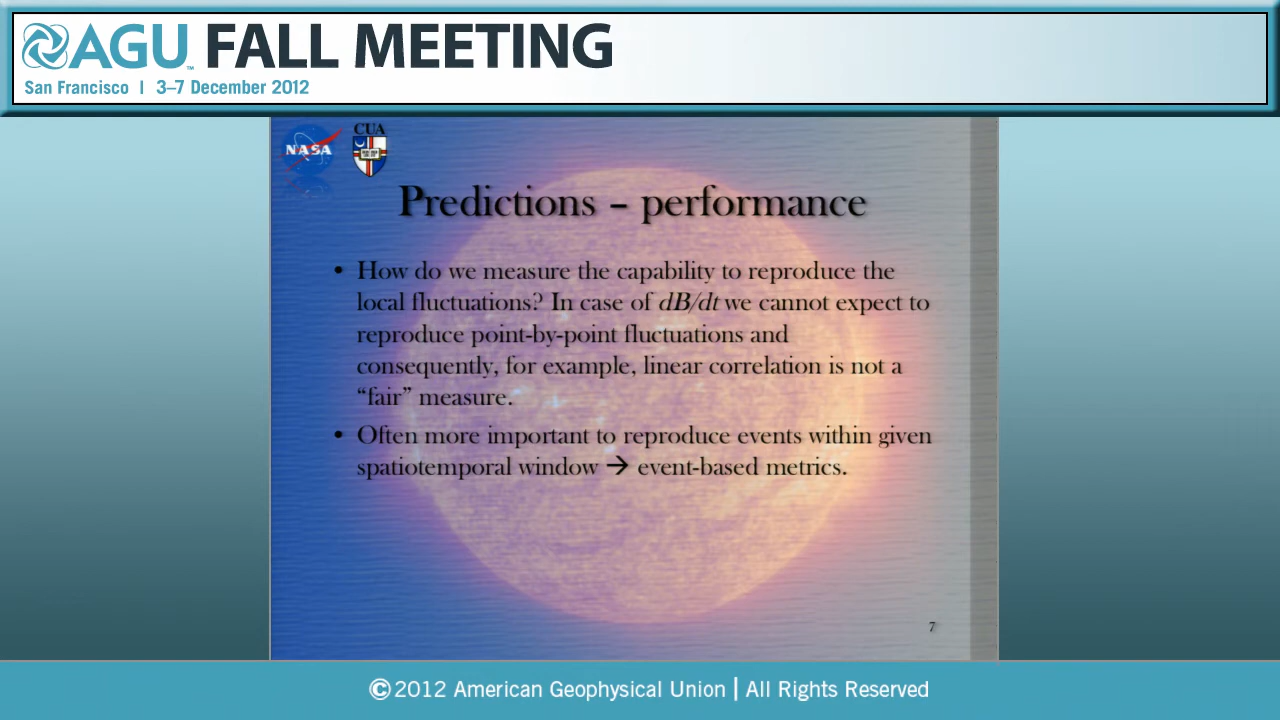 AGU™ FALL MEETING
San Francisco | 3–7 December 2012
NASA
CUA
Predictions – performance
• How do we measure the capability to reproduce the
local fluctuations? In case of dB/dt we cannot expect to
reproduce point-by-point fluctuations and
consequently, for example, linear correlation is not a
“fair” measure.
• Often more important to reproduce events within given
spatiotemporal window → event-based metrics.
7
©2012 American Geophysical Union | All Rights Reserved